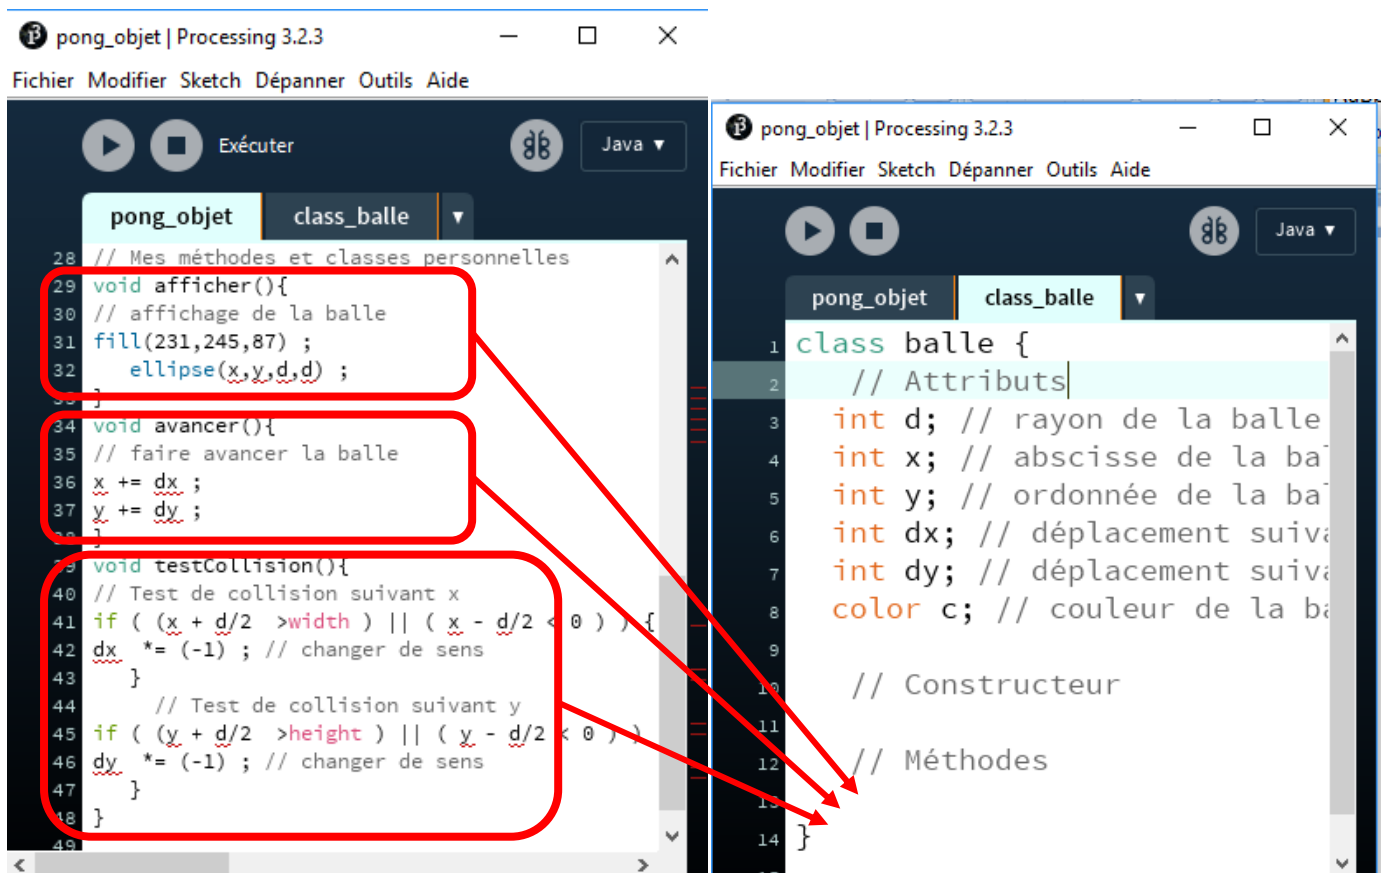 pong_objet | Processing 3.2.3
Fichier Modifier Sketch Dépanner Outils Aide
Exécuter
Java ▼
pong_objet class_balle ▼
28 // Mes méthodes et classes personnelles
29 void afficher(){
30 // affichage de la balle
31 fill(231,245,87) ;
32 ellipse(x,y,d,d) ;
33 }
34 void avancer(){
35 // faire avancer la balle
36 x += dx ;
37 y += dy ;
38 }
39 void testCollision(){
40 // Test de collision suivant x
41 if ( (x + d/2 >width ) || ( x - d/2 < 0 ) ) {
42 dx *= (-1) ; // changer de sens
43 }
44 // Test de collision suivant y
45 if ( (y + d/2 >height ) || ( y - d/2 < 0 ) )
46 dy *= (-1) ; // changer de sens
47 }
48 }
49
pong_objet | Processing 3.2.3
Fichier Modifier Sketch Dépanner Outils Aide
Java ▼
pong_objet class_balle ▼
1 class balle {
2 // Attributs
3 int d; // rayon de la balle
4 int x; // abscisse de la ba
5 int y; // ordonnée de la ba
6 int dx; // déplacement suiva
7 int dy; // déplacement suiva
8 color c; // couleur de la ba
9
10 // Constructeur
11
12 // Méthodes
13
14 }